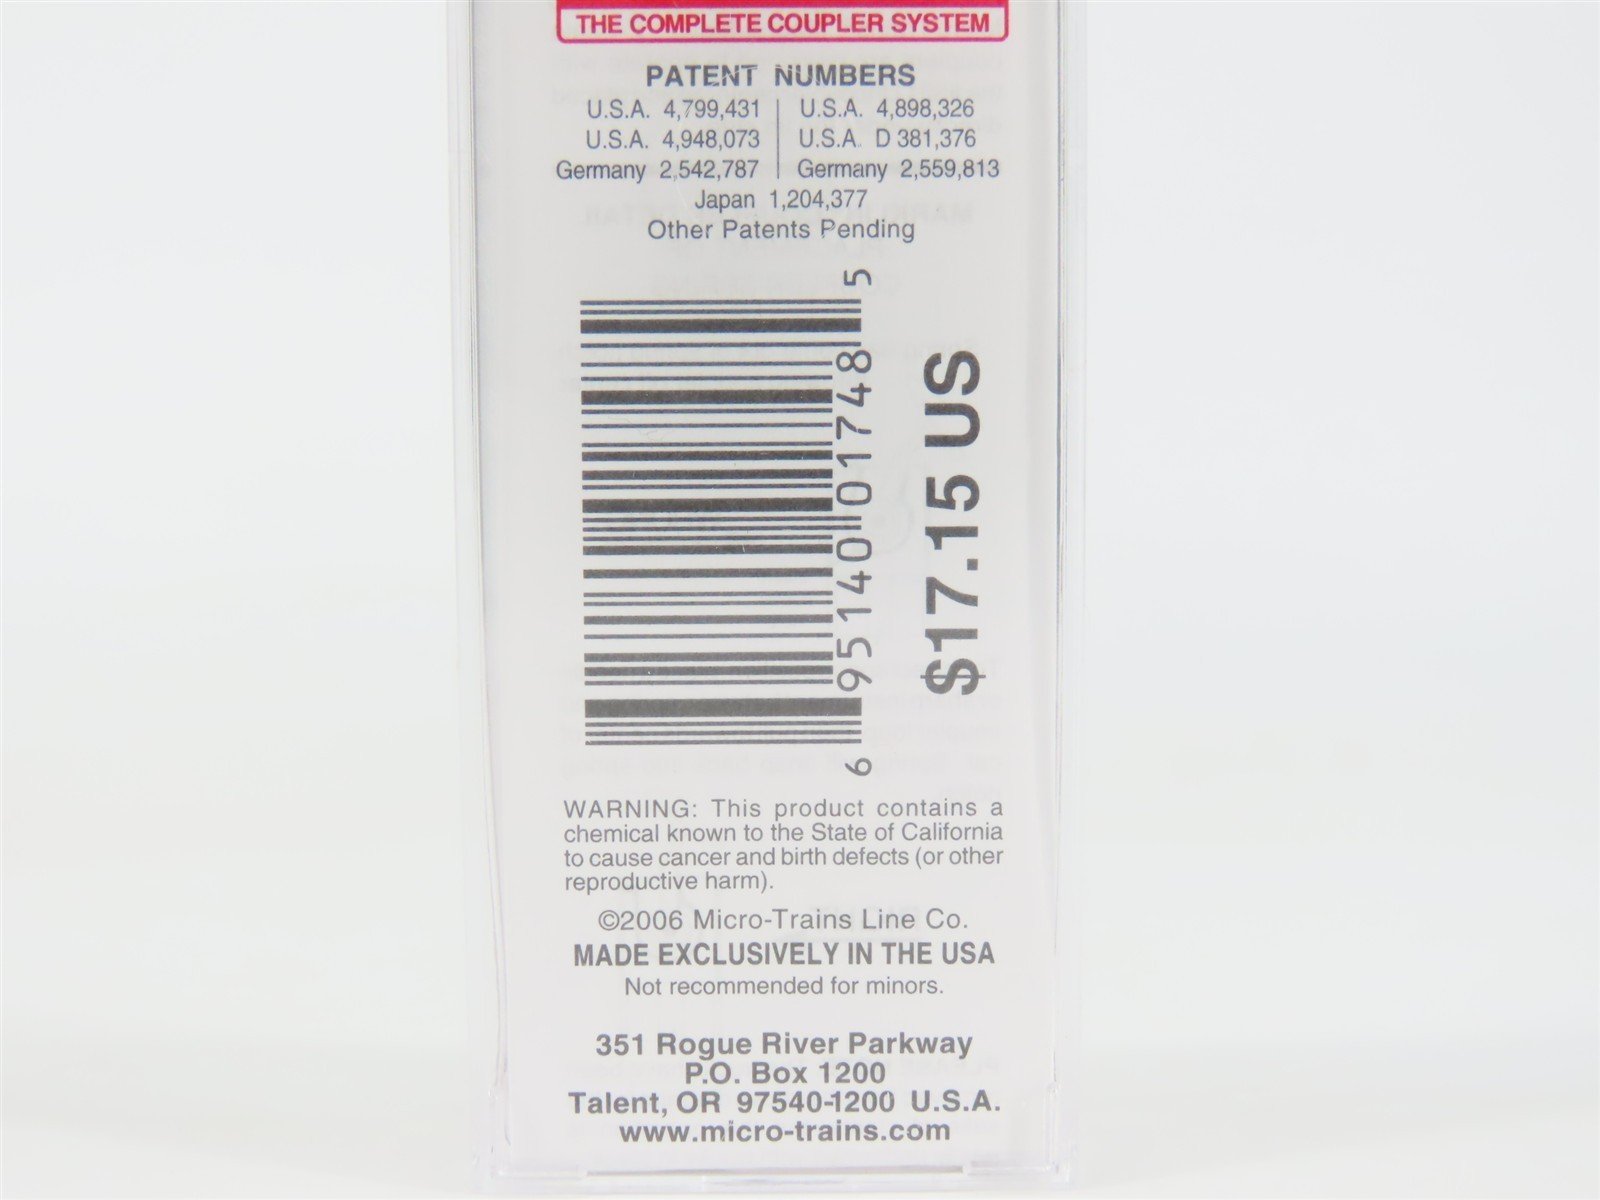 THE COMPLETE COUPLER SYSTEM
PATENT NUMBERS
U.S.A. 4,799,431 | U.S.A. 4,898,326
U.S.A. 4,948,073 | U.S.A. D 381,376
Germany 2,542,787 | Germany 2,559,813
Japan 1,204,377
Other Patents Pending
6 95140 01748 5
$17.15 US
WARNING: This product contains a
chemical known to the State of California
to cause cancer and birth defects (or other
reproductive harm).
©2006 Micro-Trains Line Co.
MADE EXCLUSIVELY IN THE USA
Not recommended for minors.
351 Rogue River Parkway
P.O. Box 1200
Talent, OR 97540-1200 U.S.A.
www.micro-trains.com